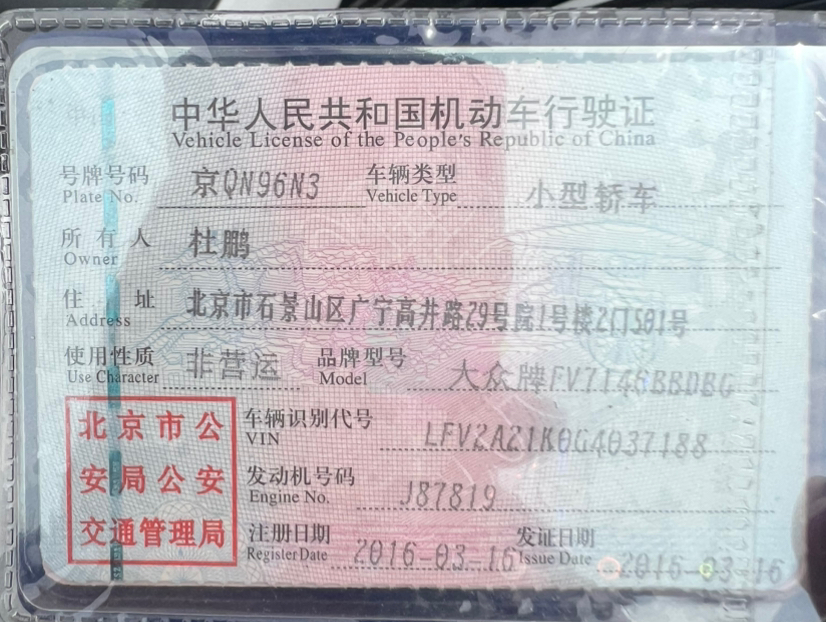 中华人民共和国机动车行驶证
Vehicle License of the People's Republic of China
号牌号码 京QN96N3 车辆类型 小型轿车
Plate No. Vehicle Type
所有人 杜鹏
Owner
住址 北京市石景山区广宁高井路29号院1号楼2门501号
Address
使用性质 非营运 品牌型号 大众牌FV7146BBDBG
Use Character Model
北京市公
安局公安
交通管理局
车辆识别代号 LFV2A21K0G4037188
VIN
发动机号码 J87819
Engine No.
注册日期 2016-03-16 发证日期 2016-03-16
Register Date Issue Date